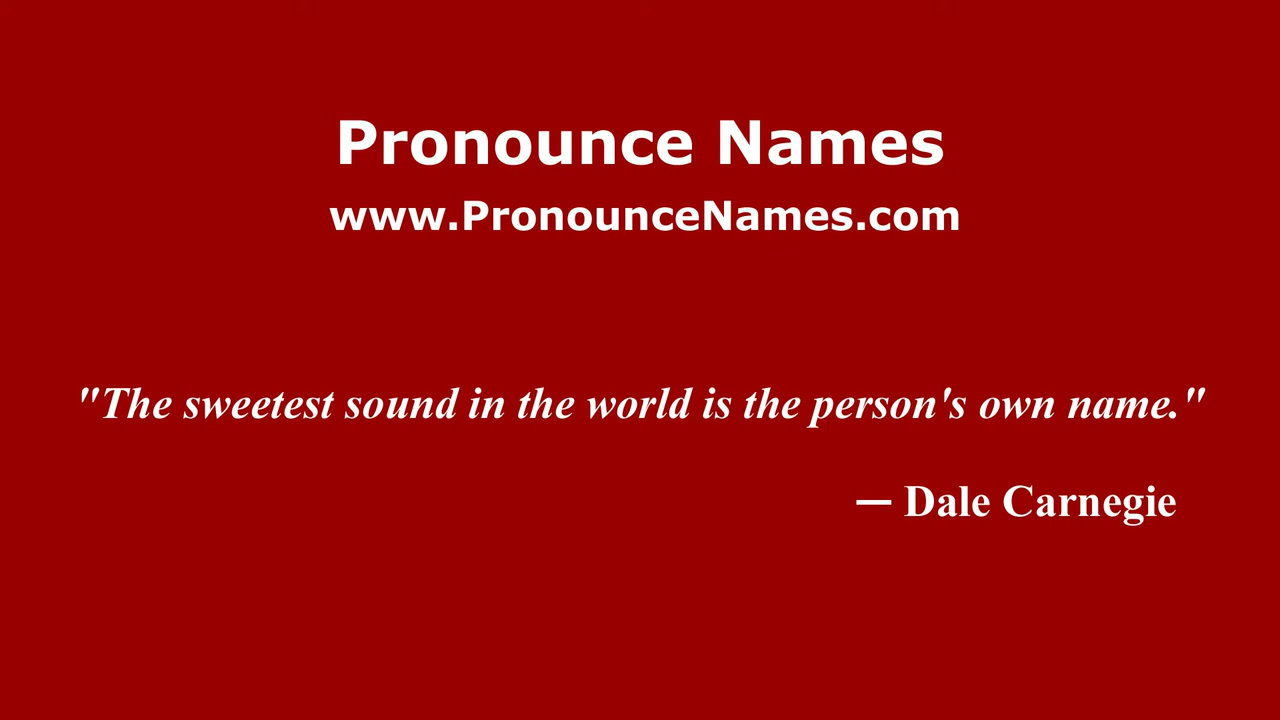 Pronounce Names
www.PronounceNames.com
"The sweetest sound in the world is the person's own name."
— Dale Carnegie